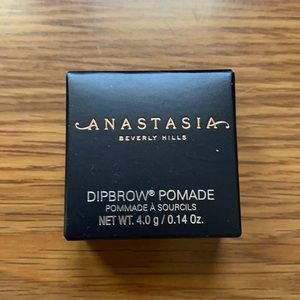 ANASTASIA
BEVERLY HILLS
DIPBROW® POMADE
POMMADE À SOURCILS
NET WT. 4.0 g / 0.14 Oz.